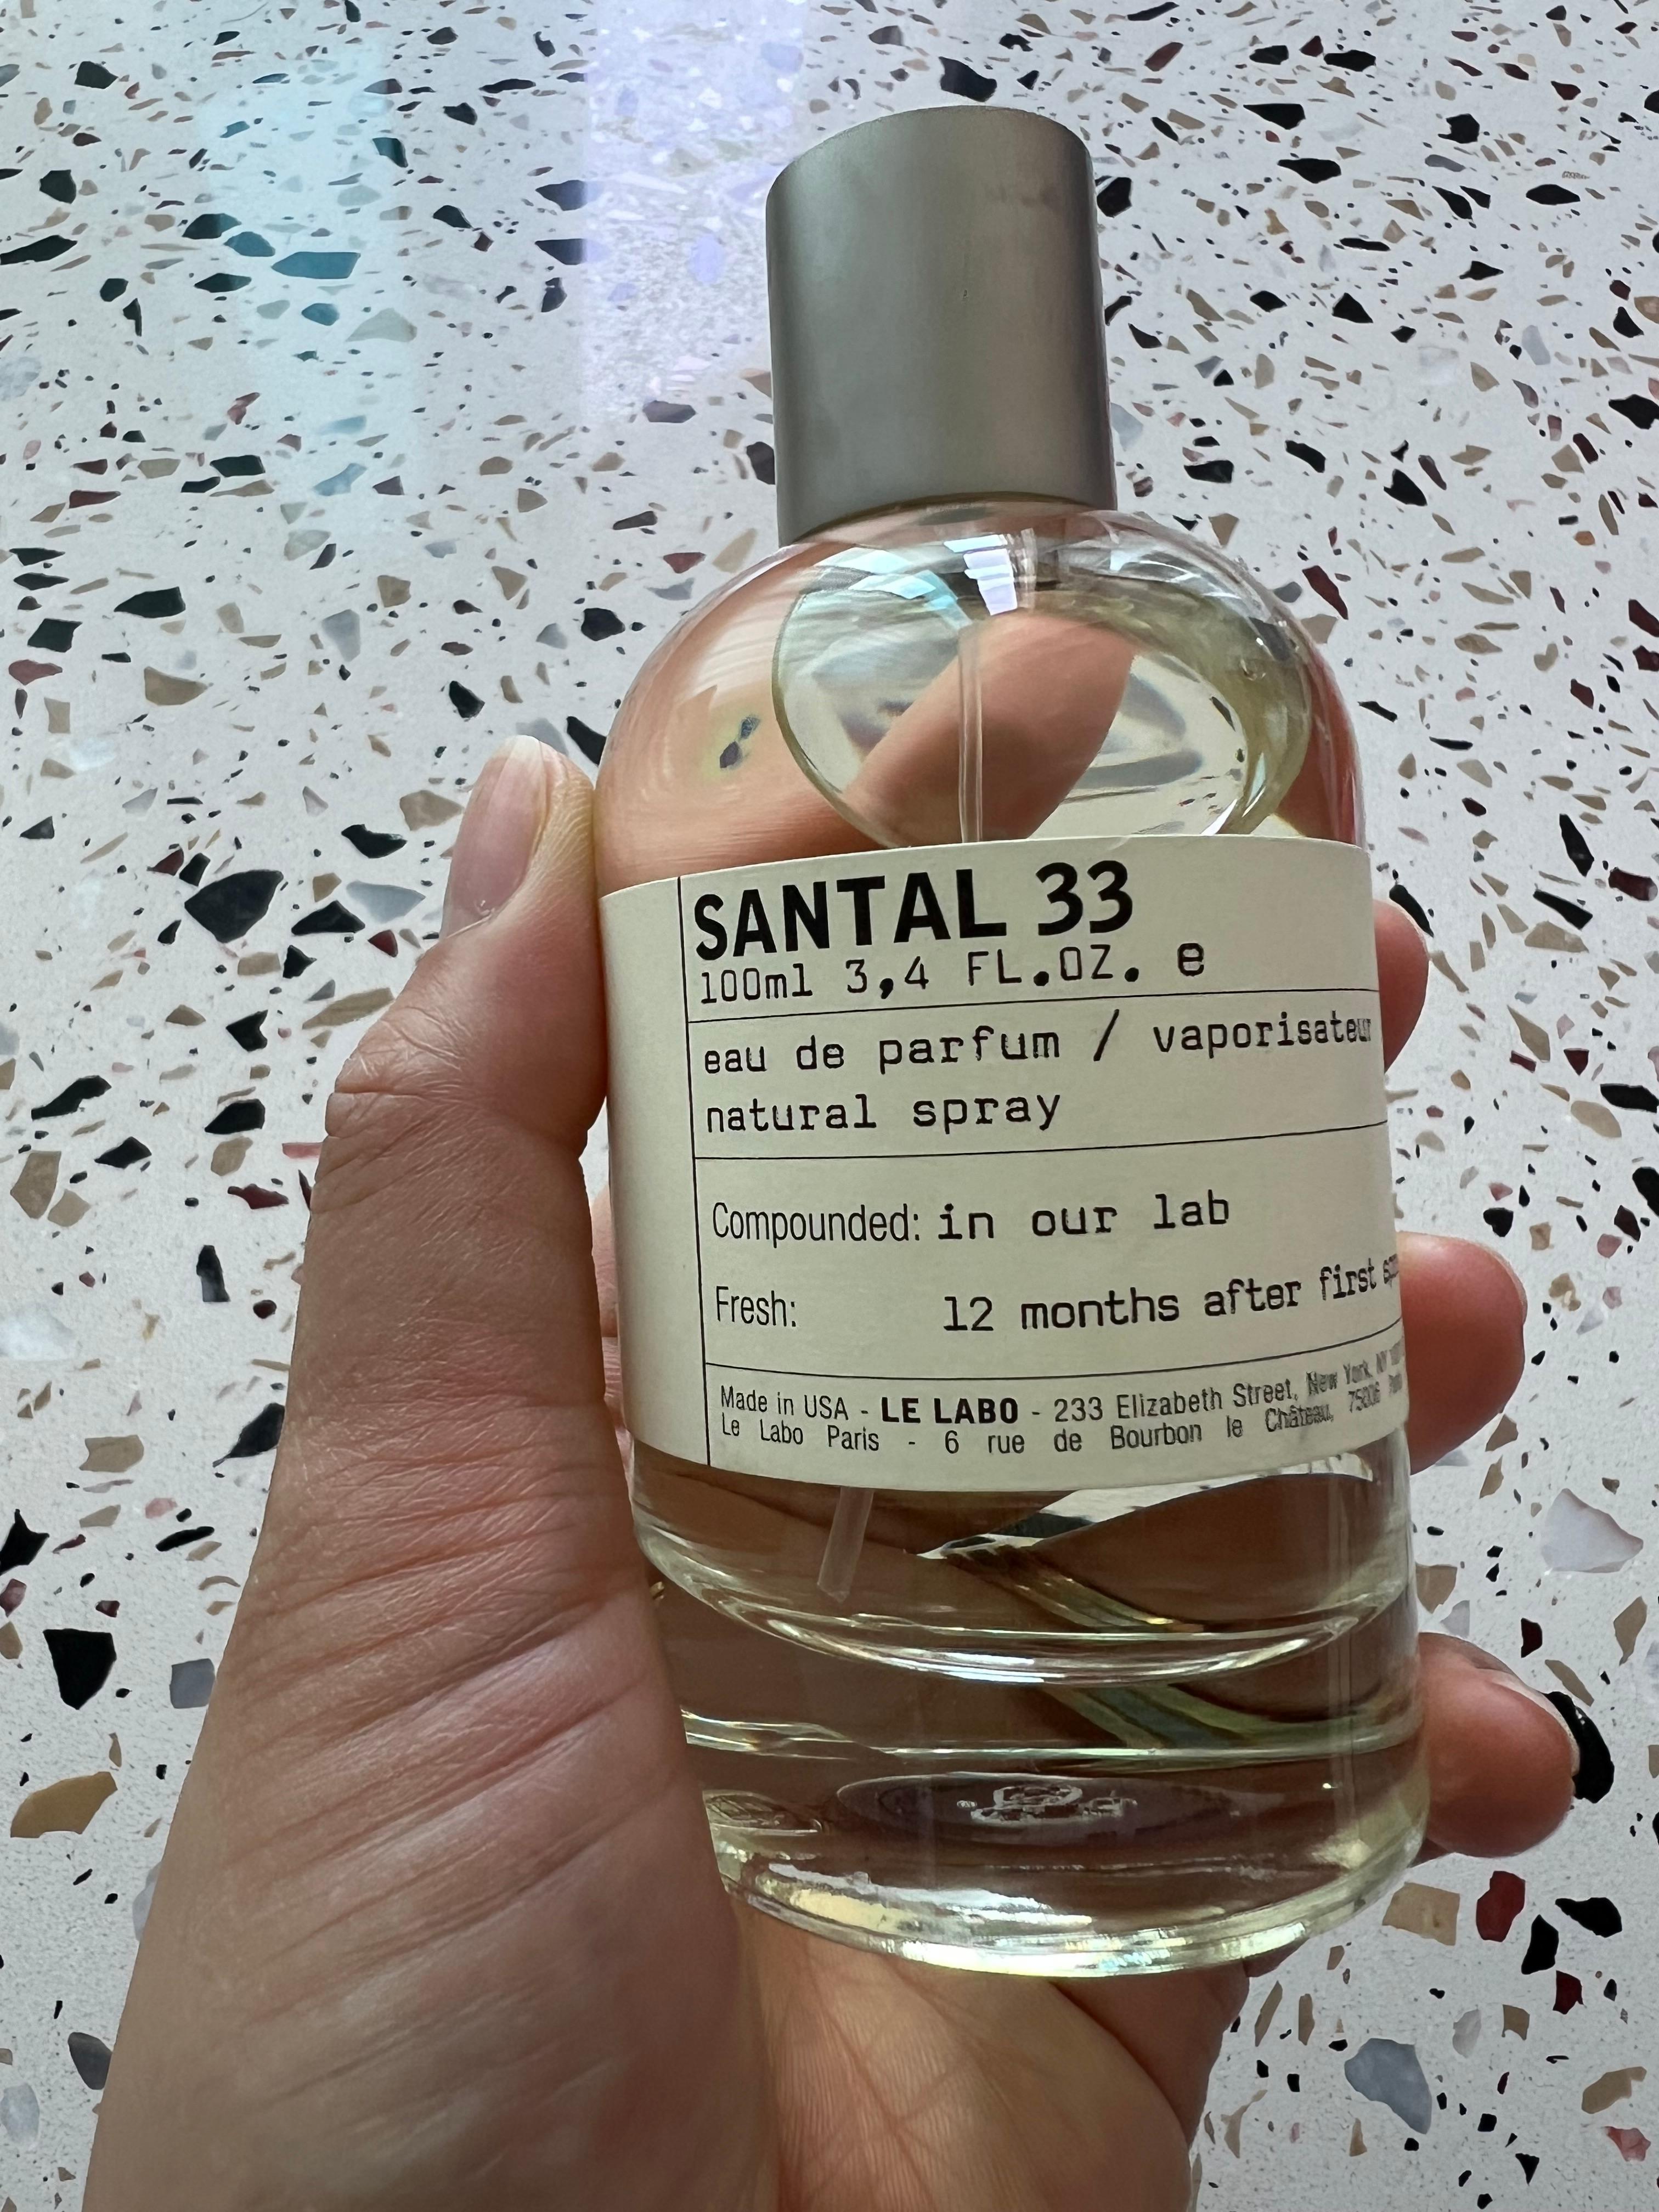 SANTAL 33
100ml 3,4 FL.OZ. e
eau de parfum / vaporisateur
natural spray
Compounded: in our lab
Fresh: 12 months after first
Made in USA - LE LABO - 233 Elizabeth Street, New York, NY
Le Labo Paris - 6 rue de Bourbon le Château, 75006